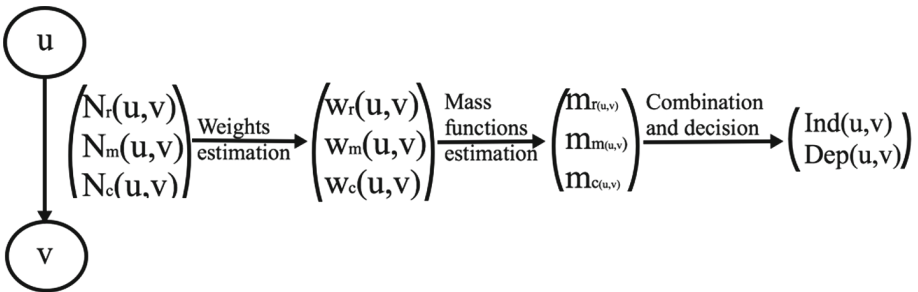 u
Nr(u,v)
Nm(u,v)
Nc(u,v)
Weights
estimation
wr(u,v)
wm(u,v)
wc(u,v)
Mass
functions
estimation
mr(u,v)
mm(u,v)
mc(u,v)
Combination
and decision
Ind(u,v)
Dep(u,v)
v